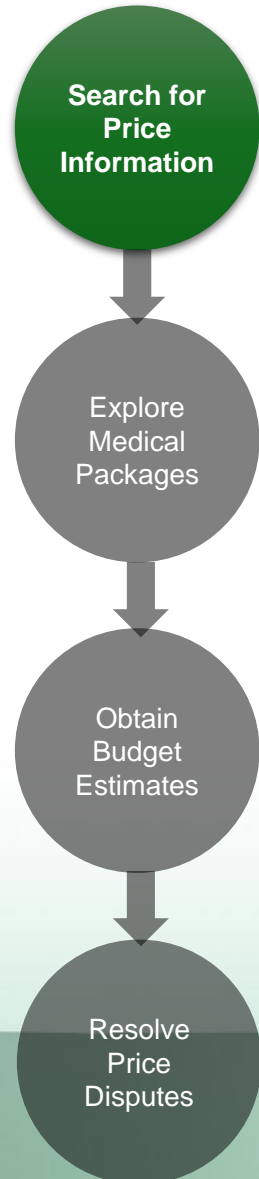 Search for
Price
Information
Explore
Medical
Packages
Obtain
Budget
Estimates
Resolve
Price
Disputes